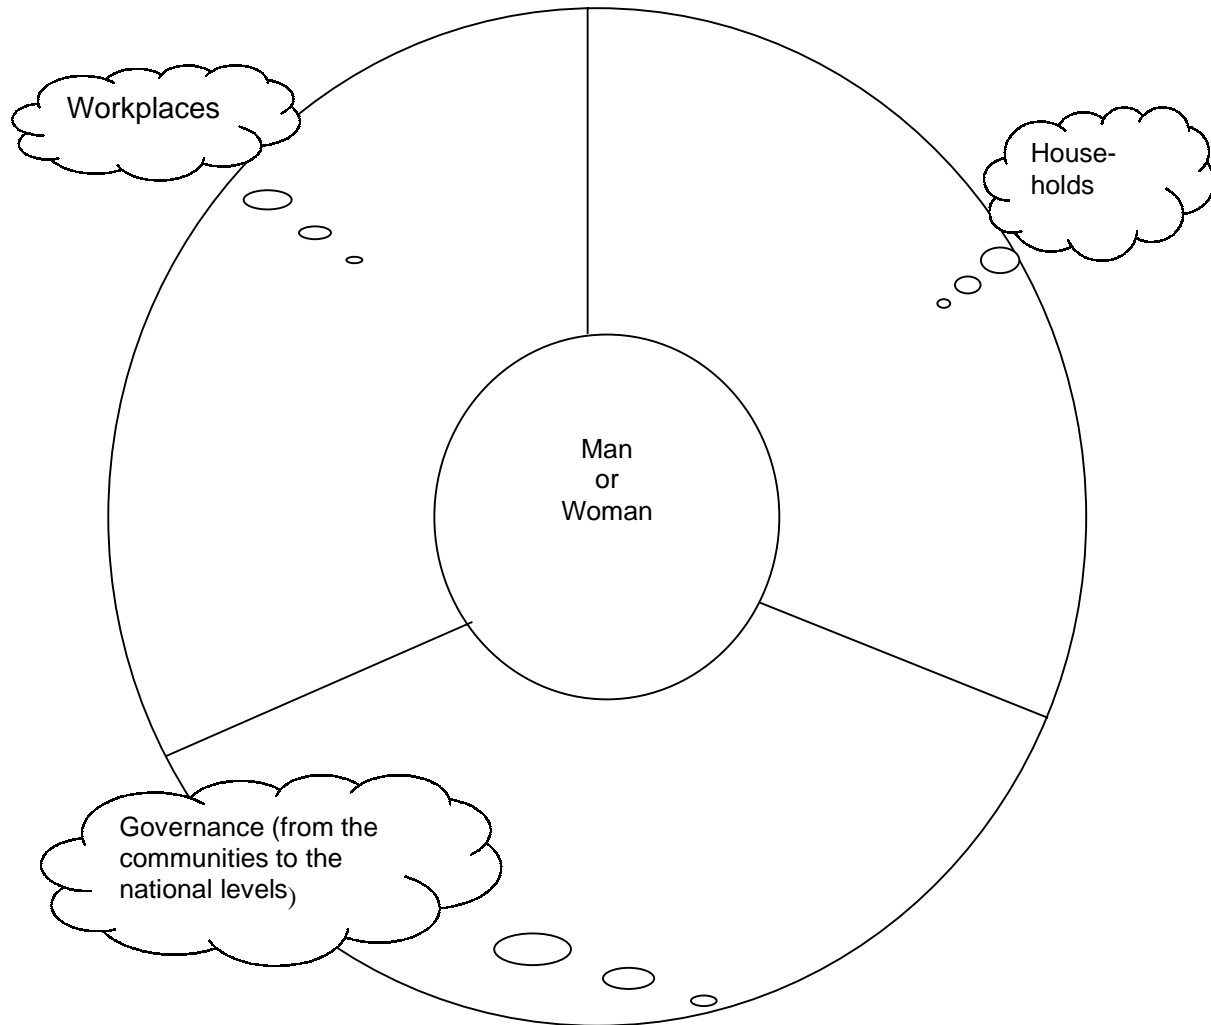 Workplaces
House-
holds
Man
or
Woman
Governance (from the
communities to the
national levels)